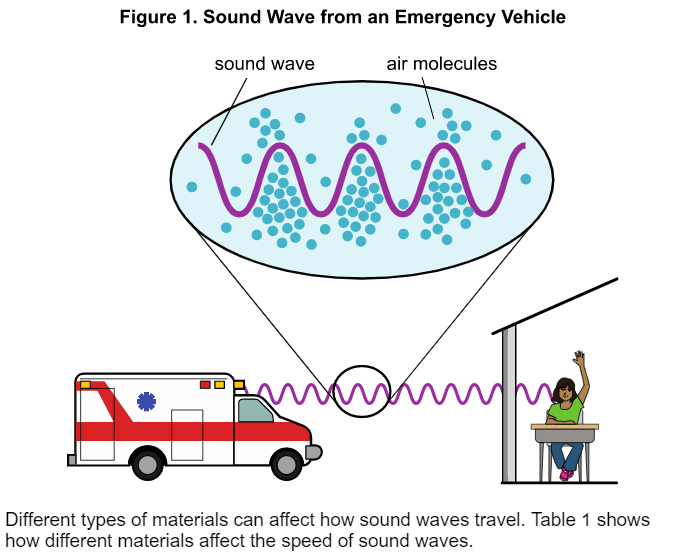 Figure 1. Sound Wave from an Emergency Vehicle
sound wave
air molecules
Different types of materials can affect how sound waves travel. Table 1 shows
how different materials affect the speed of sound waves.